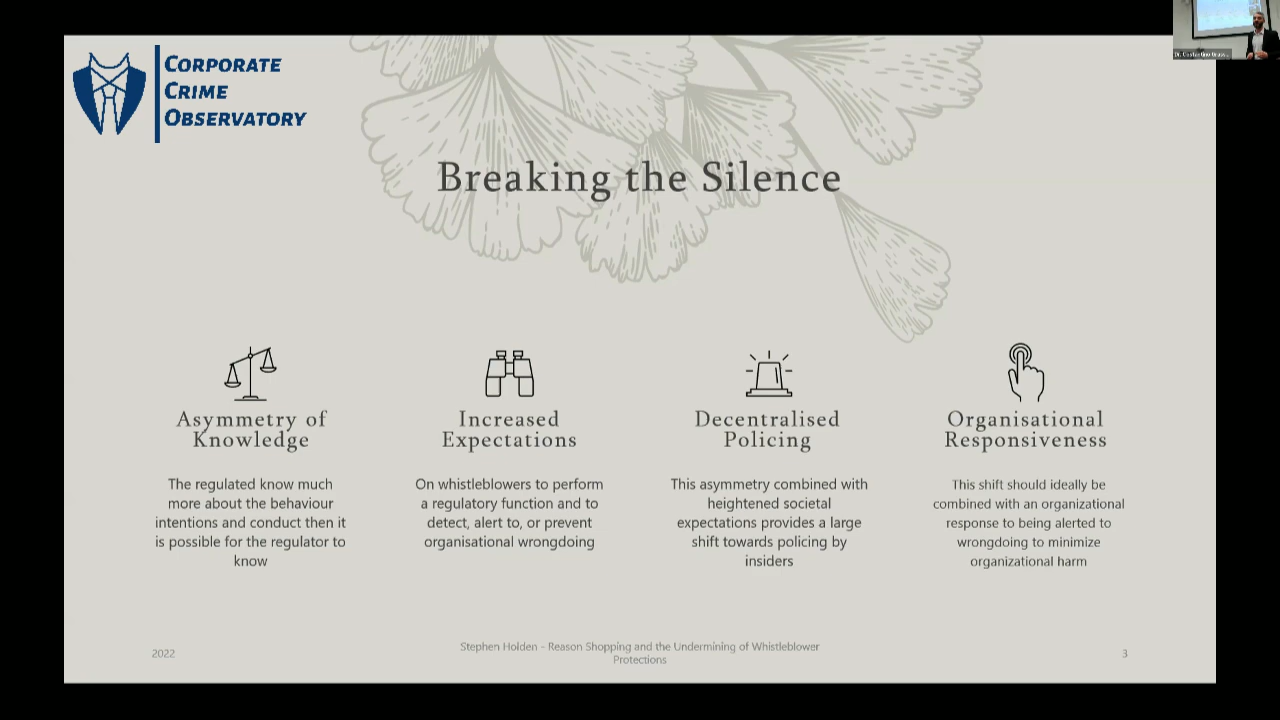 CORPORATE
CRIME
OBSERVATORY
Breaking the Silence
Asymmetry of
Knowledge
The regulated know much
more about the behaviour
intentions and conduct then it
is possible for the regulator to
know
Increased
Expectations
On whistleblowers to perform
a regulatory function and to
detect, alert to, or prevent
organisational wrongdoing
Decentralised
Policing
This asymmetry combined with
heightened societal
expectations provides a large
shift towards policing by
insiders
Organisational
Responsiveness
This shift should ideally be
combined with an organizational
response to being alerted to
wrongdoing to minimize
organizational harm
2022
Stephen Holden - Reason Shopping and the Undermining of Whistleblower
Protections
3